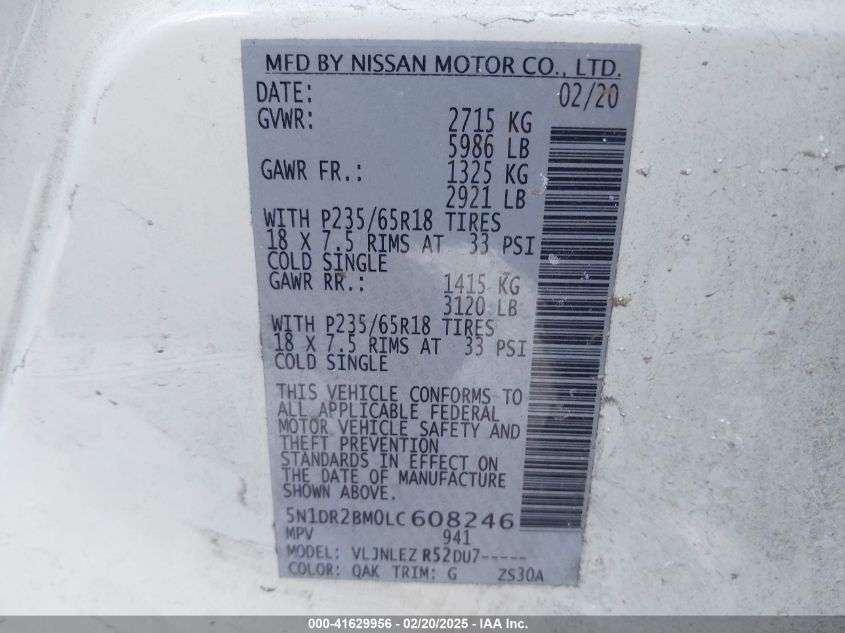 MFD BY NISSAN MOTOR CO., LTD.
DATE: 02/20
GVWR: 2715 KG
5986 LB
GAWR FR.: 1325 KG
2921 LB
WITH P235/65R18 TIRES
18 X 7.5 RIMS AT 33 PSI
COLD SINGLE
GAWR RR.: 1415 KG
3120 LB
WITH P235/65R18 TIRES
18 X 7.5 RIMS AT 33 PSI
COLD SINGLE
THIS VEHICLE CONFORMS TO
ALL APPLICABLE FEDERAL
MOTOR VEHICLE SAFETY AND
THEFT PREVENTION
STANDARDS IN EFFECT ON
THE DATE OF MANUFACTURE
SHOWN ABOVE.
5N1DR2BM0LC608246
MPV 941
MODEL: VLJNLEZ R52DU7-----
COLOR: QAK TRIM: G ZS30A
000-41629956 - 02/20/2025 - IAA Inc.